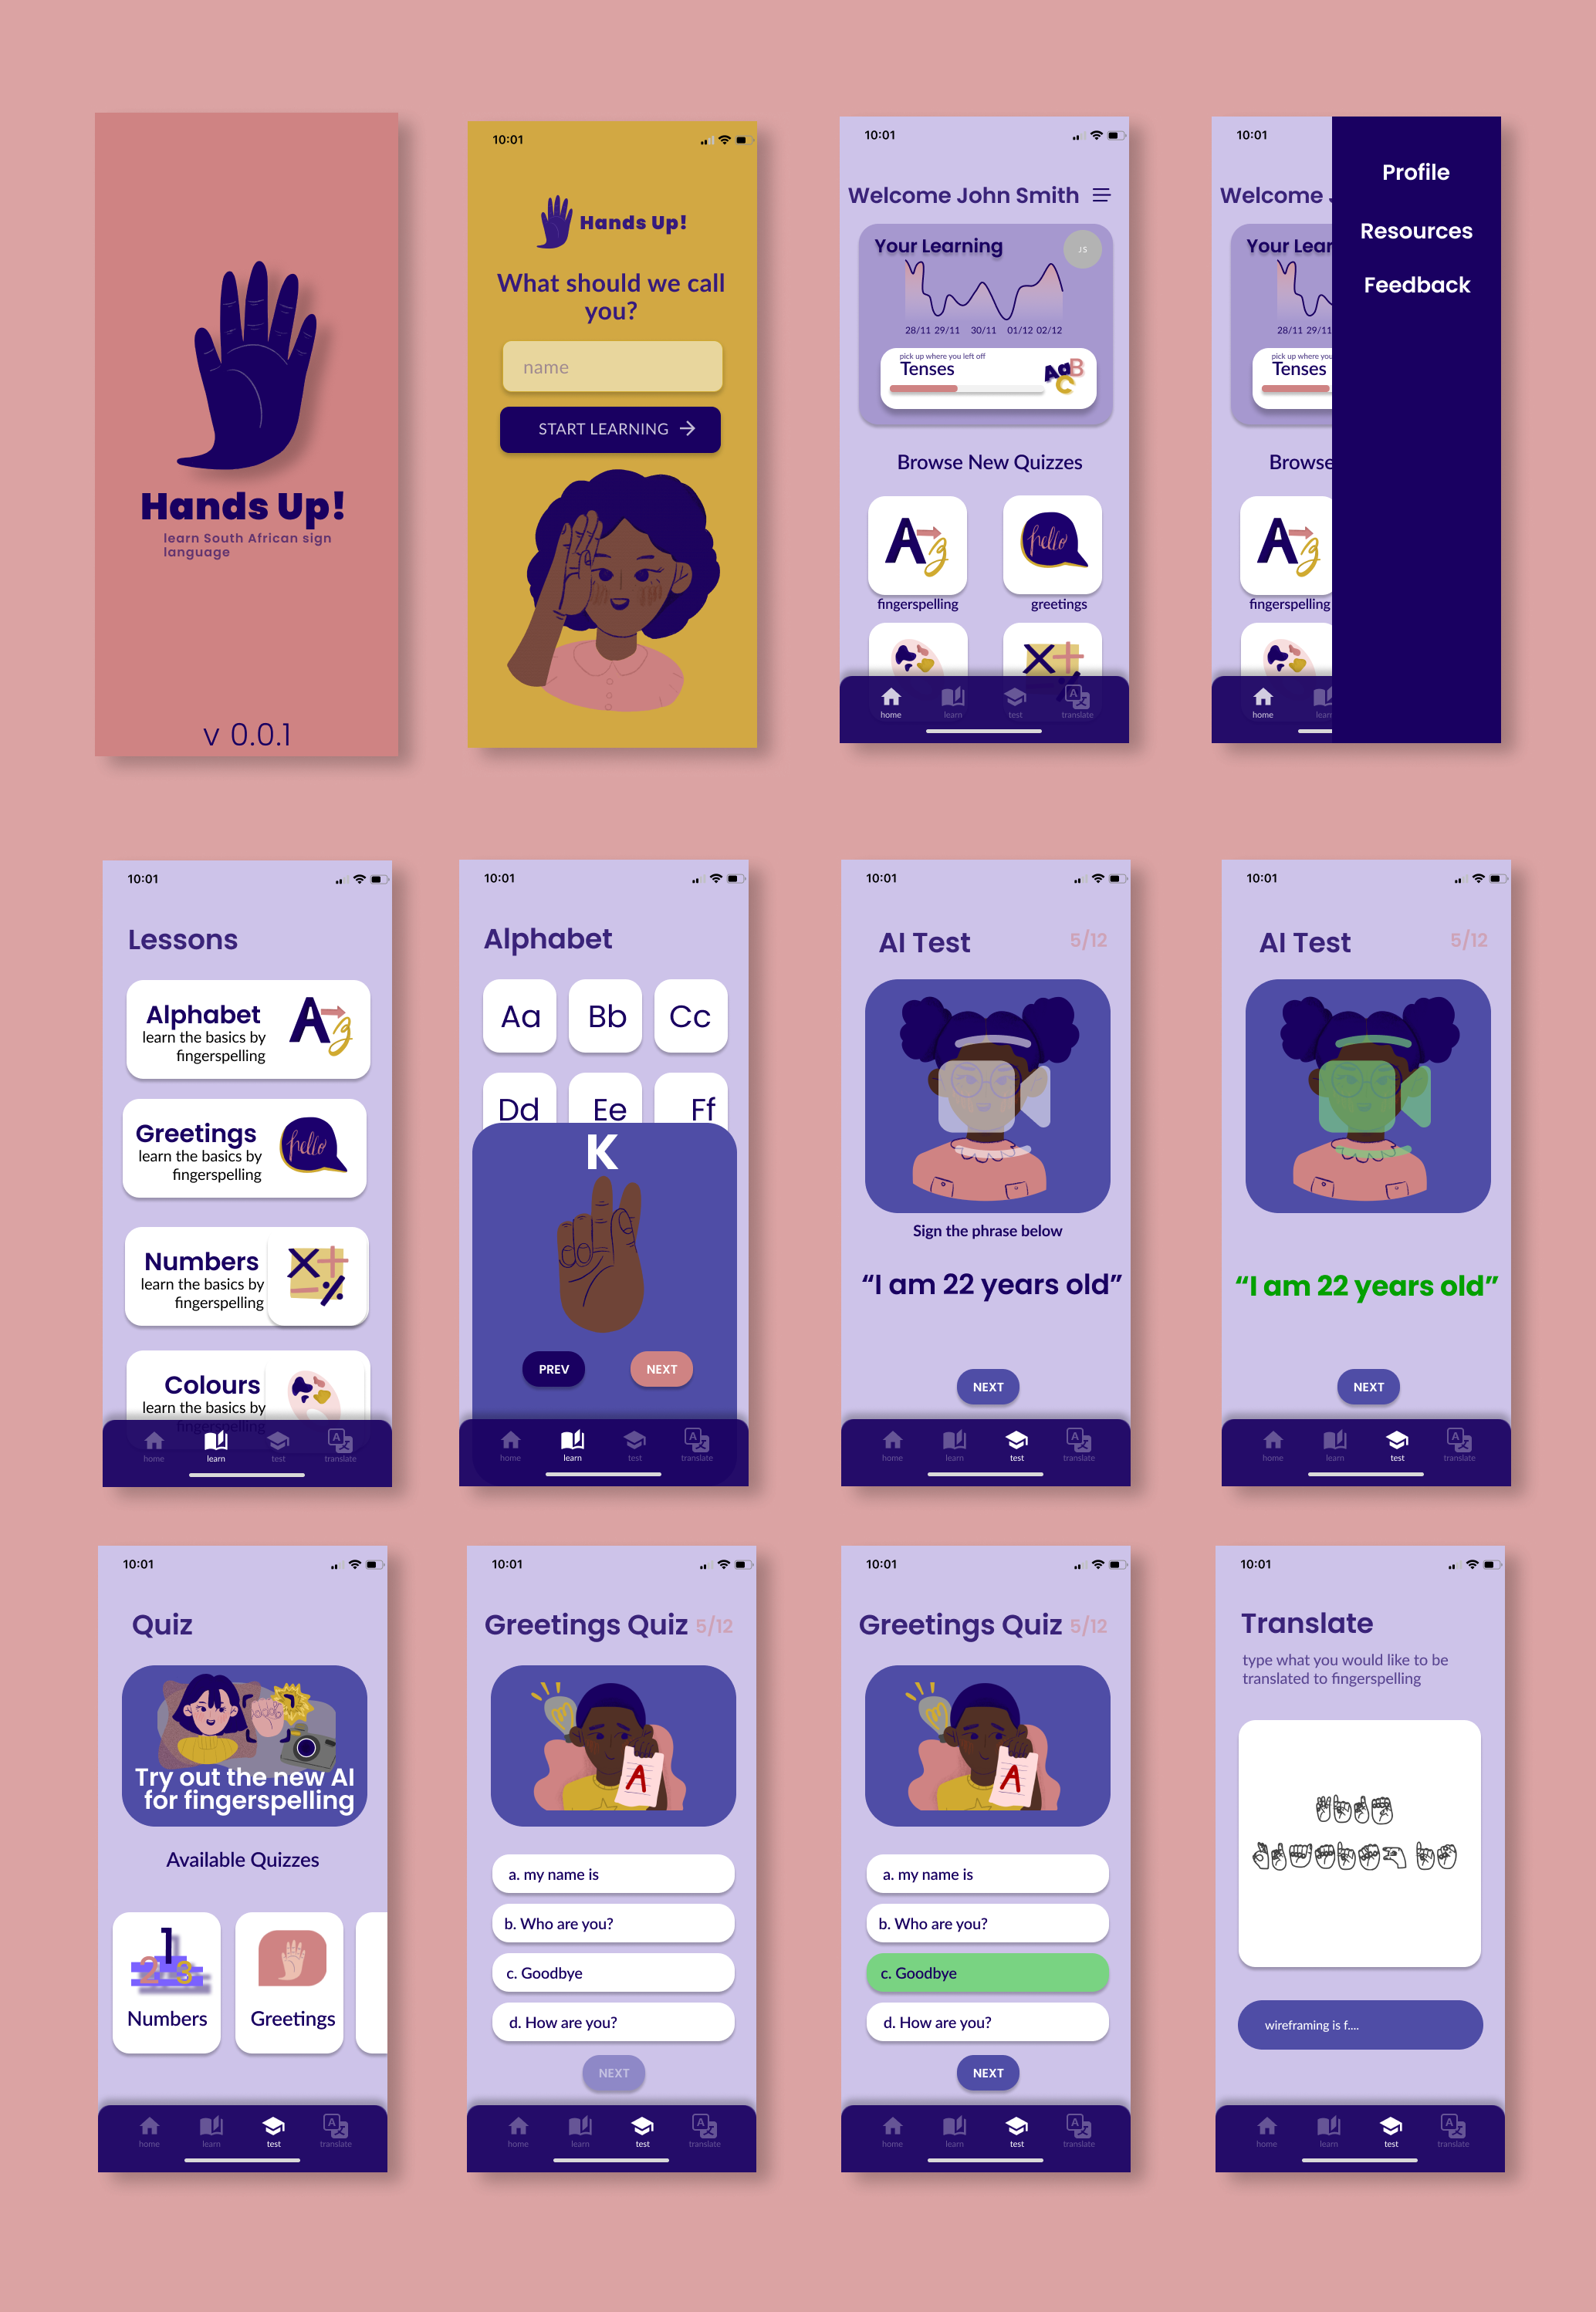 Hands Up!
learn South African sign
language
v 0.0.1
10:01
Hands Up!
What should we call
you?
name
START LEARNING
10:01
Welcome John Smith
Your Learning
JS
28/11 29/11 30/11 01/12 02/12
pick up where you left off
Tenses
AaBC
Browse New Quizzes
A
hello
fingerspelling
greetings
home
learn
test
translate
10:01
Welcome J
Your Lear
28/11 29/11
pick up where you
Tenses
Browse
A
fingerspelling
home
learn
Profile
Resources
Feedback
10:01
Lessons
Alphabet
learn the basics by
fingerspelling
Greetings
learn the basics by
fingerspelling
hello
Numbers
learn the basics by
fingerspelling
Colours
learn the basics by
fingerspelling
home
learn
test
translate
10:01
Alphabet
Aa
Bb
Cc
Dd
Ee
Ff
K
PREV
NEXT
home
learn
test
translate
10:01
AI Test
5/12
Sign the phrase below
“I am 22 years old”
NEXT
home
learn
test
translate
10:01
AI Test
5/12
“I am 22 years old”
NEXT
home
learn
test
translate
10:01
Quiz
Try out the new AI
for fingerspelling
Available Quizzes
1
2 3
Numbers
Greetings
home
learn
test
translate
10:01
Greetings Quiz 5/12
A
a. my name is
b. Who are you?
c. Goodbye
d. How are you?
NEXT
home
learn
test
translate
10:01
Greetings Quiz 5/12
A
a. my name is
b. Who are you?
c. Goodbye
d. How are you?
NEXT
home
learn
test
translate
10:01
Translate
type what you would like to be
translated to fingerspelling
wireframing is f....
home
learn
test
translate